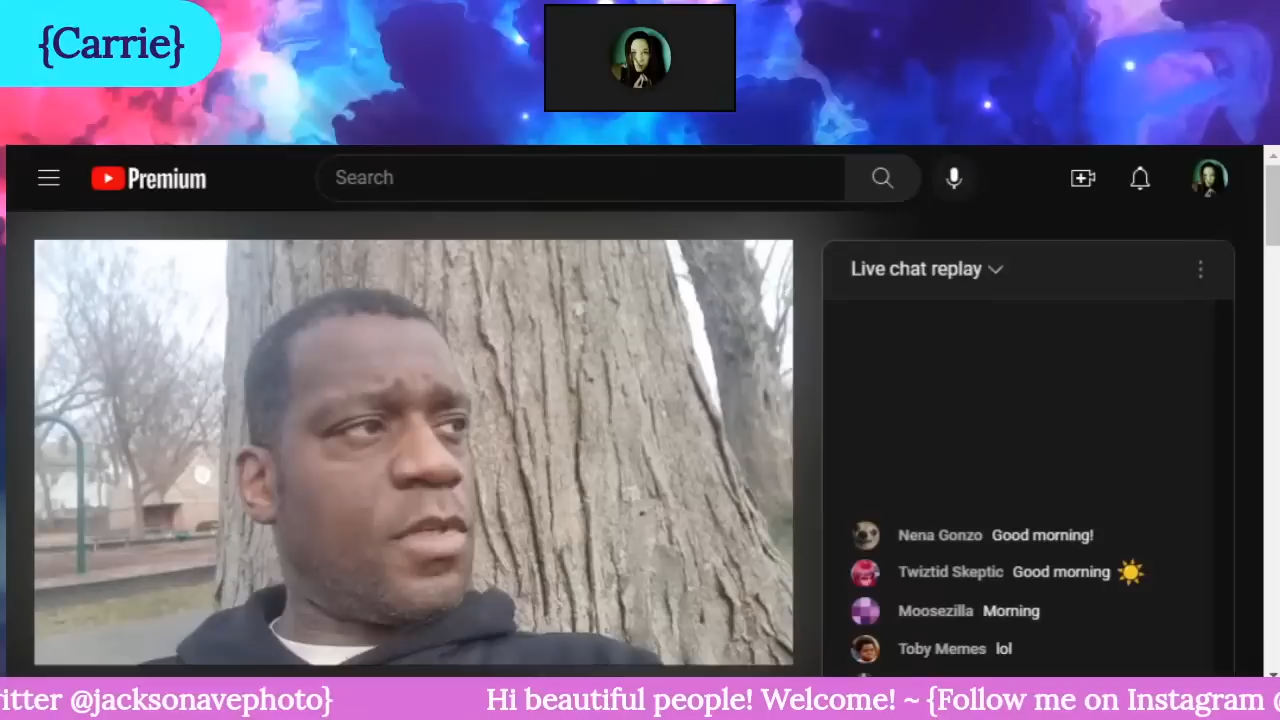 {Carrie}
Premium
Search
Live chat replay
Nena Gonzo Good morning!
Twiztid Skeptic Good morning
Moosezilla Morning
Toby Memes lol
itter @jacksonavephoto} Hi beautiful people! Welcome! ~ {Follow me on Instagram